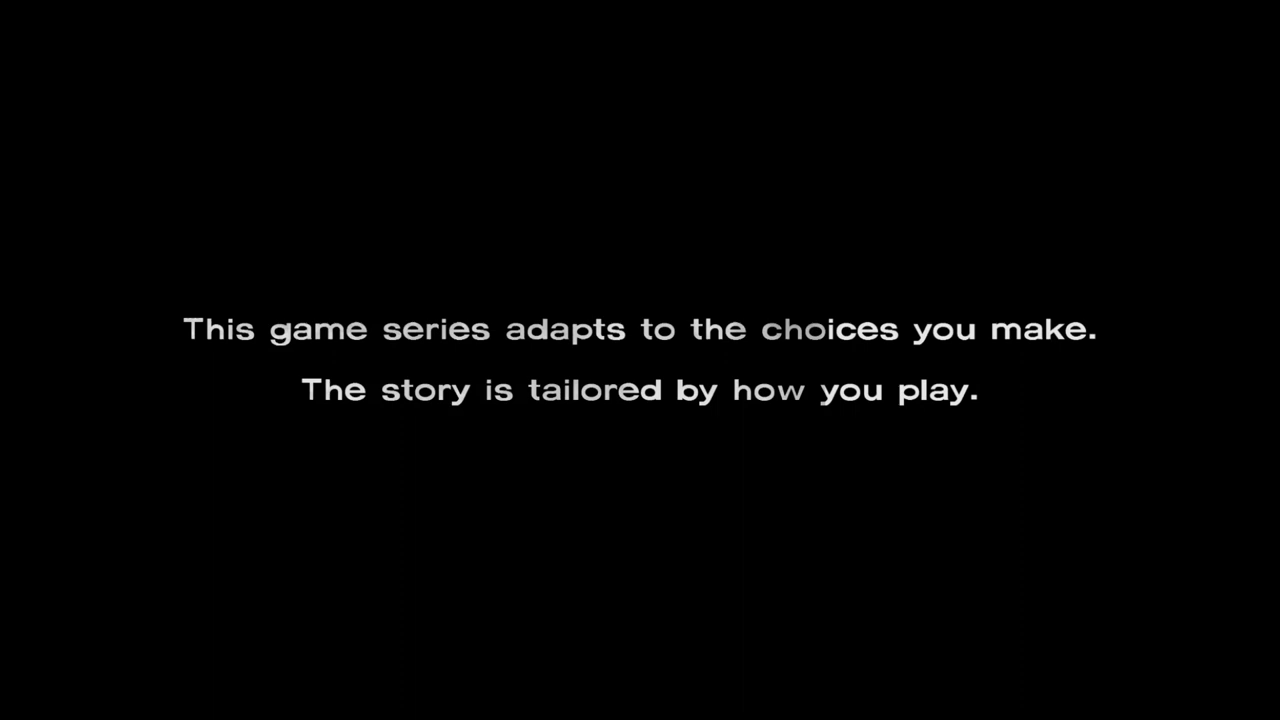 This game series adapts to the choices you make.
The story is tailored by how you play.